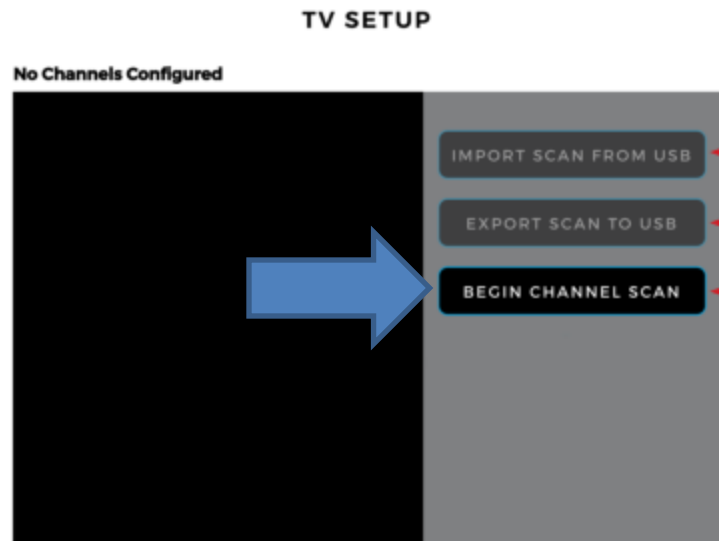 TV SETUP
No Channels Configured
IMPORT SCAN FROM USB
EXPORT SCAN TO USB
BEGIN CHANNEL SCAN